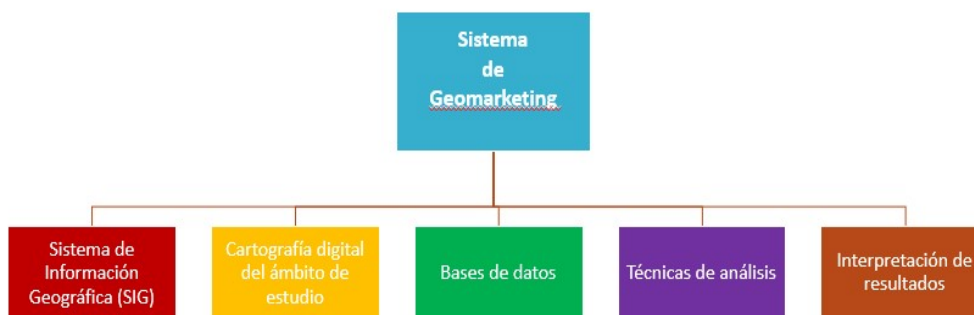 Sistema
de
Geomarketing
Sistema de
Información
Geográfica (SIG)
Cartografía digital
del ámbito de
estudio
Bases de datos
Técnicas de análisis
Interpretación de
resultados